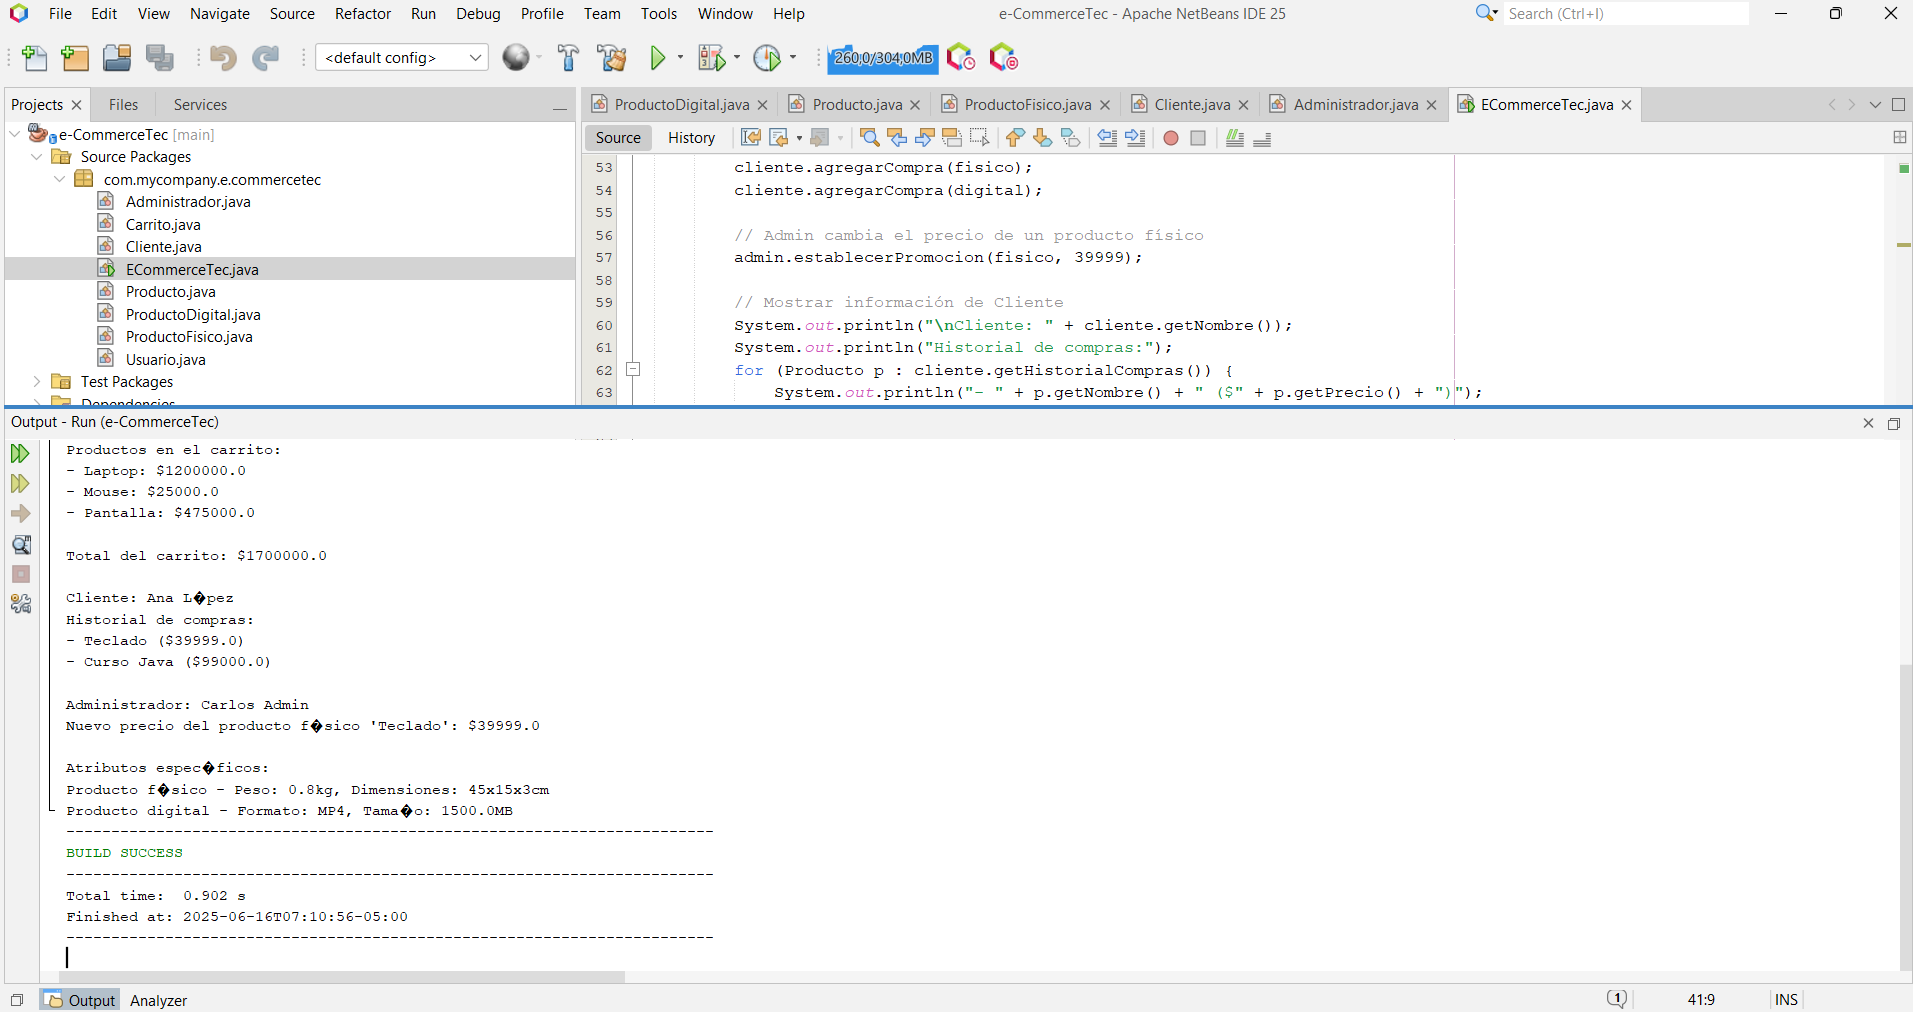 File Edit View Navigate Source Refactor Run Debug Profile Team Tools Window Help
e-CommerceTec - Apache NetBeans IDE 25
Search (Ctrl+I)
<default config>
260,0/304,0MB
Projects Files Services
ProductoDigital.java Producto.java ProductoFisico.java Cliente.java Administrador.java ECommerceTec.java
e-CommerceTec [main]
Source Packages
com.mycompany.e.commercetec
Administrador.java
Carrito.java
Cliente.java
ECommerceTec.java
Producto.java
ProductoDigital.java
ProductoFisico.java
Usuario.java
Test Packages
Dependencies
Source History
53 cliente.agregarCompra(fisico);
54 cliente.agregarCompra(digital);
55
56 // Admin cambia el precio de un producto físico
57 admin.establecerPromocion(fisico, 39999);
58
59 // Mostrar información de Cliente
60 System.out.println("\nCliente: " + cliente.getNombre());
61 System.out.println("Historial de compras:");
62 for (Producto p : cliente.getHistorialCompras()) {
63 System.out.println("- " + p.getNombre() + " ($" + p.getPrecio() + ")");
Output - Run (e-CommerceTec)
Productos en el carrito:
- Laptop: $1200000.0
- Mouse: $25000.0
- Pantalla: $475000.0
Total del carrito: $1700000.0
Cliente: Ana L�pez
Historial de compras:
- Teclado ($39999.0)
- Curso Java ($99000.0)
Administrador: Carlos Admin
Nuevo precio del producto f�sico 'Teclado': $39999.0
Atributos espec�ficos:
Producto f�sico - Peso: 0.8kg, Dimensiones: 45x15x3cm
Producto digital - Formato: MP4, Tama�o: 1500.0MB
------------------------------------------------------------------------
BUILD SUCCESS
------------------------------------------------------------------------
Total time:  0.902 s
Finished at: 2025-06-16T07:10:56-05:00
------------------------------------------------------------------------
Output Analyzer
1
41:9
INS